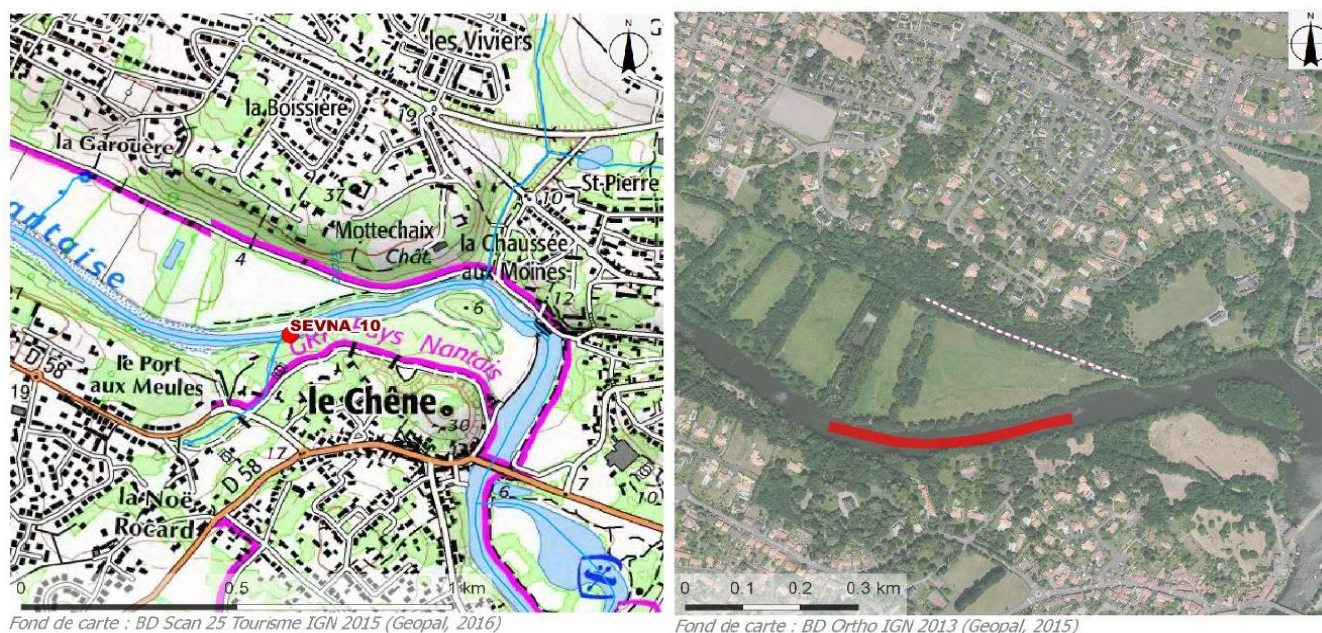 N
G
les Viviers
la Boissière
19
la Garouère
St-Pierre
10
37
Mottechaix
Chât.
la Chaussée
aux Moines
antaise
4
6
12
SEVNA_10
GR Pays Nantais
D 58
le Port
aux Meules
19
le Chêne
30
17
D 58
6
7
10
la Noë
Rocard
0 0.5 1 km
Fond de carte : BD Scan 25 Tourisme IGN 2015 (Geopal, 2016)
N
0 0.1 0.2 0.3 km
Fond de carte : BD Ortho IGN 2013 (Geopal, 2015)